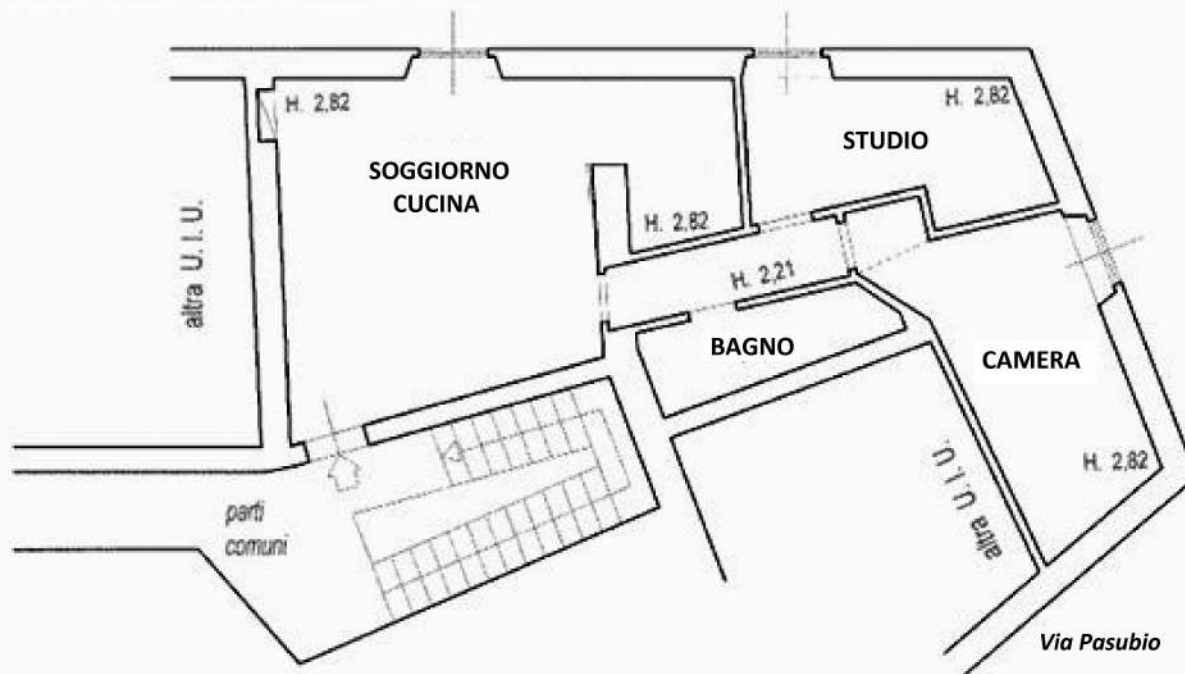 H. 2,82
H. 2,82
STUDIO
SOGGIORNO
CUCINA
H. 2,82
altra U. I. U.
H. 2,21
BAGNO
CAMERA
H. 2,82
altra U. I. U.
parti
comuni
Via Pasubio